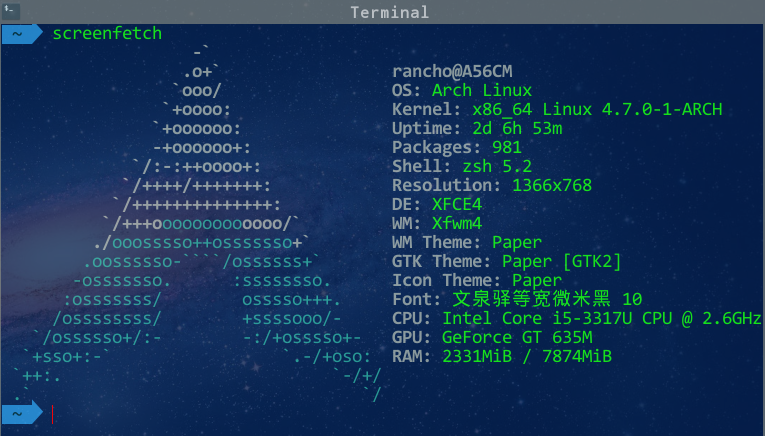 Terminal
~ screenfetch
-`
.o+`
`ooo/
`+oooo:
`+oooooo:
-+oooooo+:
`/:-:++oooo+:
`/++++/+++++++:
`/++++++++++++++:
`/+++ooooooooooooo/`
./ooosssso++osssssso+`
.oossssso-````/ossssss+`
-osssssso. :ssssssso.
:osssssss/ osssso+++.
/ossssssss/ +ssssooo/-
`/ossssso+/:- -:/+osssso+-
`+sso+:-` `.-/+oso:
`++:. `-/+/
.` `/
rancho@A56CM
OS: Arch Linux
Kernel: x86_64 Linux 4.7.0-1-ARCH
Uptime: 2d 6h 53m
Packages: 981
Shell: zsh 5.2
Resolution: 1366x768
DE: XFCE4
WM: Xfwm4
WM Theme: Paper
GTK Theme: Paper [GTK2]
Icon Theme: Paper
Font: 文泉驿等宽微米黑 10
CPU: Intel Core i5-3317U CPU @ 2.6GHz
GPU: GeForce GT 635M
RAM: 2331MiB / 7874MiB
~